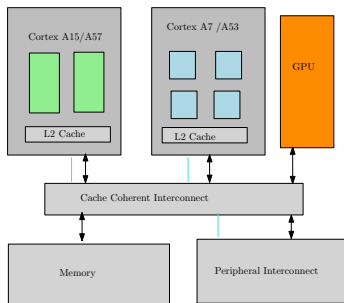 Cortex A15/A57
Cortex A7 /A53
GPU
L2 Cache
L2 Cache
Cache Coherent Interconnect
Memory
Peripheral Interconnect